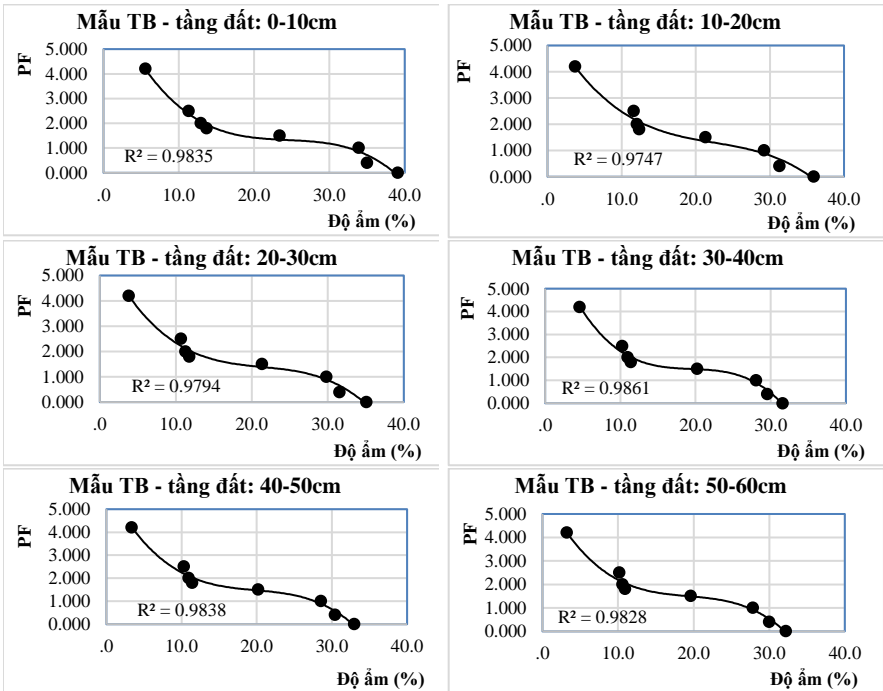 Mẫu TB - tầng đất: 0-10cm
PF
5.000
4.000
3.000
2.000
1.000
0.000
R² = 0.9835
.0 10.0 20.0 30.0 40.0
Độ ẩm (%)
Mẫu TB - tầng đất: 10-20cm
PF
5.000
4.000
3.000
2.000
1.000
0.000
R² = 0.9747
.0 10.0 20.0 30.0 40.0
Độ ẩm (%)
Mẫu TB - tầng đất: 20-30cm
PF
5.000
4.000
3.000
2.000
1.000
0.000
R² = 0.9794
.0 10.0 20.0 30.0 40.0
Độ ẩm (%)
Mẫu TB - tầng đất: 30-40cm
PF
5.000
4.000
3.000
2.000
1.000
0.000
R² = 0.9861
.0 10.0 20.0 30.0 40.0
Độ ẩm (%)
Mẫu TB - tầng đất: 40-50cm
PF
5.000
4.000
3.000
2.000
1.000
0.000
R² = 0.9838
.0 10.0 20.0 30.0 40.0
Độ ẩm (%)
Mẫu TB - tầng đất: 50-60cm
PF
5.000
4.000
3.000
2.000
1.000
0.000
R² = 0.9828
.0 10.0 20.0 30.0 40.0
Độ ẩm (%)